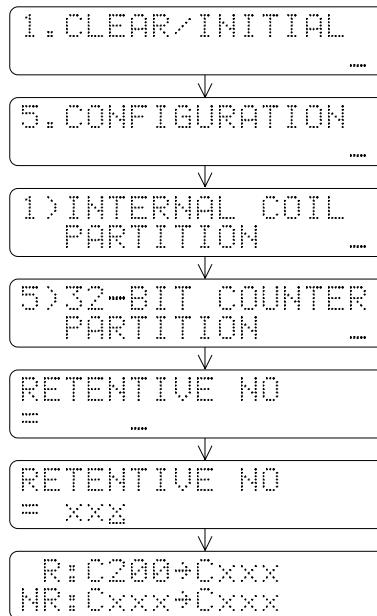 1.CLEAR/INITIAL
5.CONFIGURATION
1)INTERNAL COIL
PARTITION
5)32-BIT COUNTER
PARTITION
RETENTIVE NO
=
RETENTIVE NO
= xxx
R:C200→Cxxx
NR:Cxxx→Cxxx